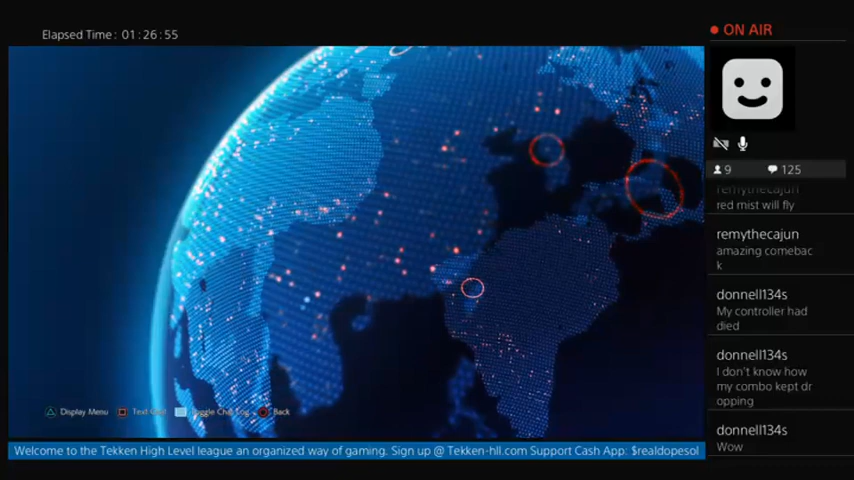 Elapsed Time: 01:26:55
ON AIR
9
125
remythecajun
red mist will fly
remythecajun
amazing comebac
k
donnell134s
My controller had
died
donnell134s
I don't know how
my combo kept dr
opping
donnell134s
Wow
Display Menu
Text Chat
Toggle Chat Log
Back
Welcome to the Tekken High Level league an organized way of gaming. Sign up @ Tekken-hll.com Support Cash App: $realdopesol